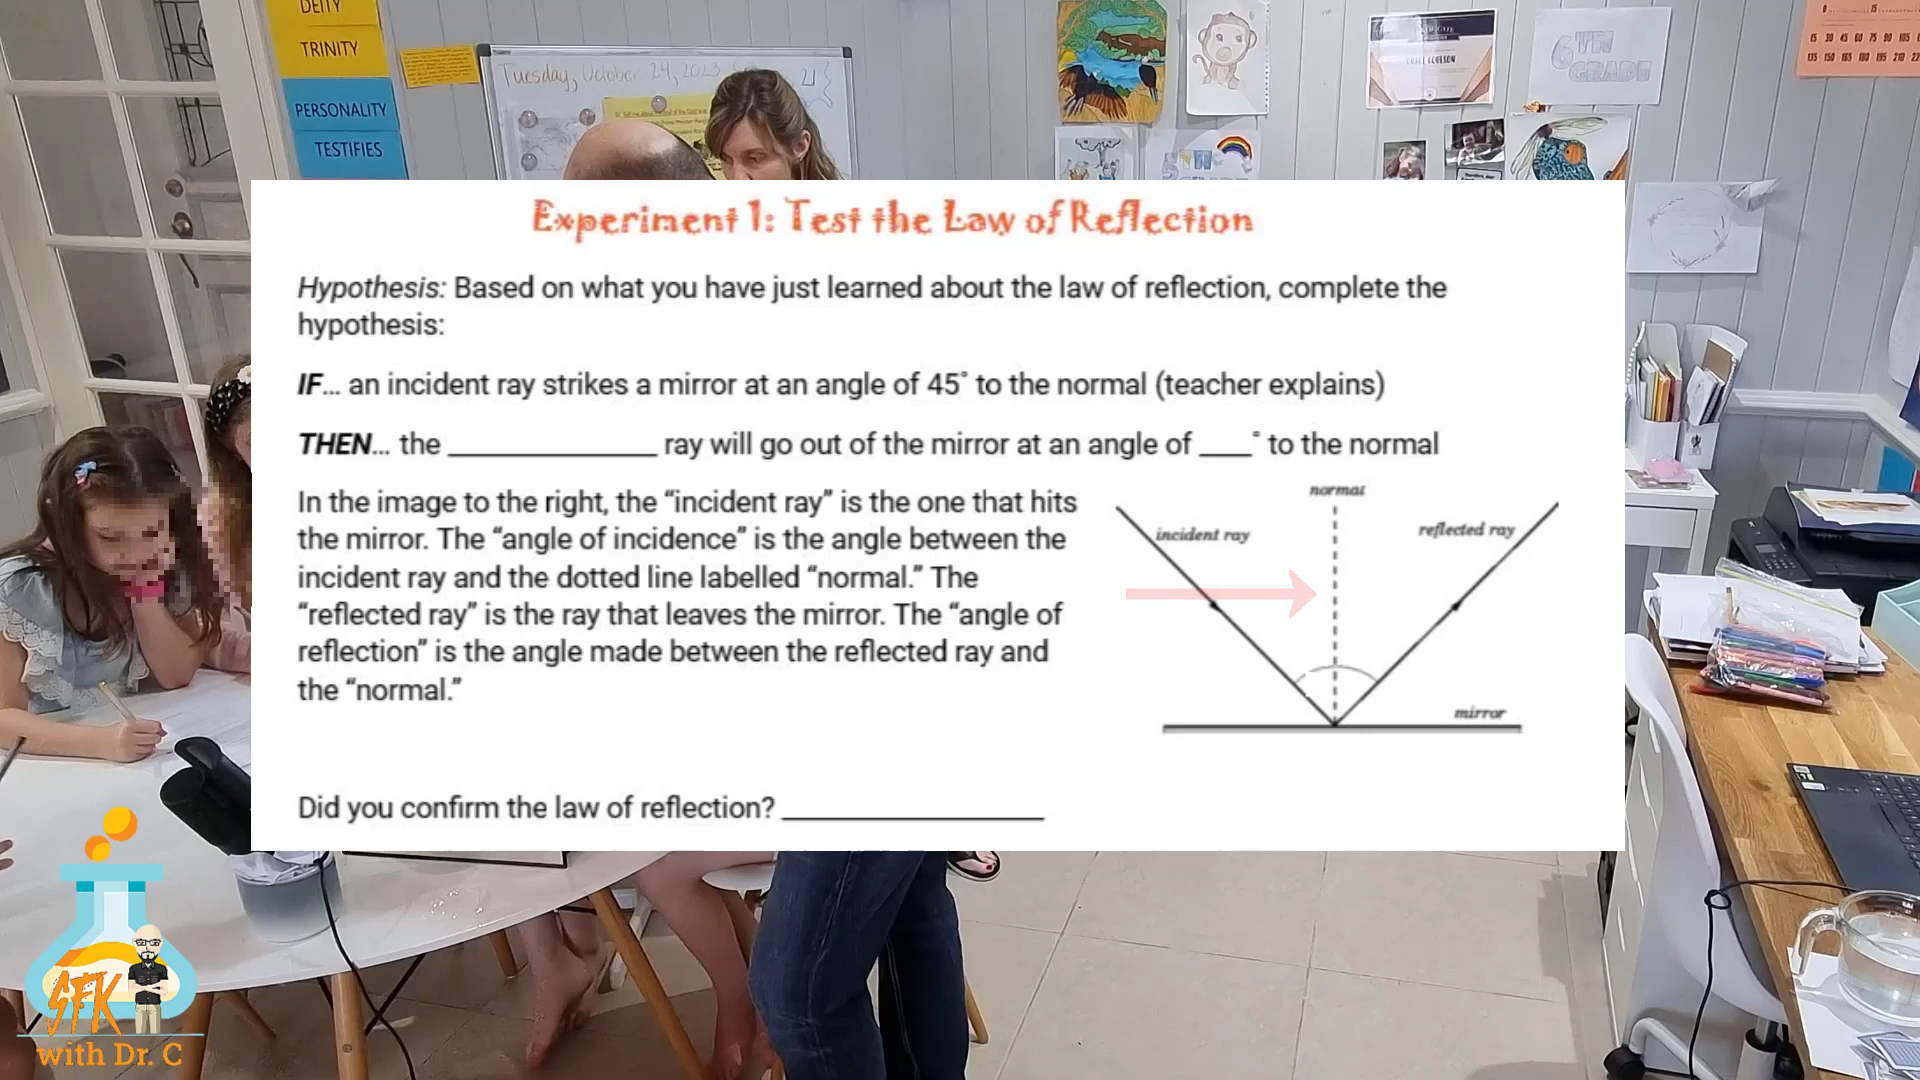 DEITY
TRINITY
PERSONALITY
TESTIFIES
Tuesday, October 24, 2023
6TH
GRADE
5TH
Experiment 1: Test the Law of Reflection
Hypothesis: Based on what you have just learned about the law of reflection, complete the
hypothesis:
IF... an incident ray strikes a mirror at an angle of 45° to the normal (teacher explains)
THEN... the ______________ ray will go out of the mirror at an angle of ___° to the normal
In the image to the right, the “incident ray” is the one that hits
the mirror. The “angle of incidence” is the angle between the
incident ray and the dotted line labelled “normal.” The
“reflected ray” is the ray that leaves the mirror. The “angle of
reflection” is the angle made between the reflected ray and
the “normal.”
normal
incident ray
reflected ray
mirror
Did you confirm the law of reflection? __________________
SFK
with Dr. C